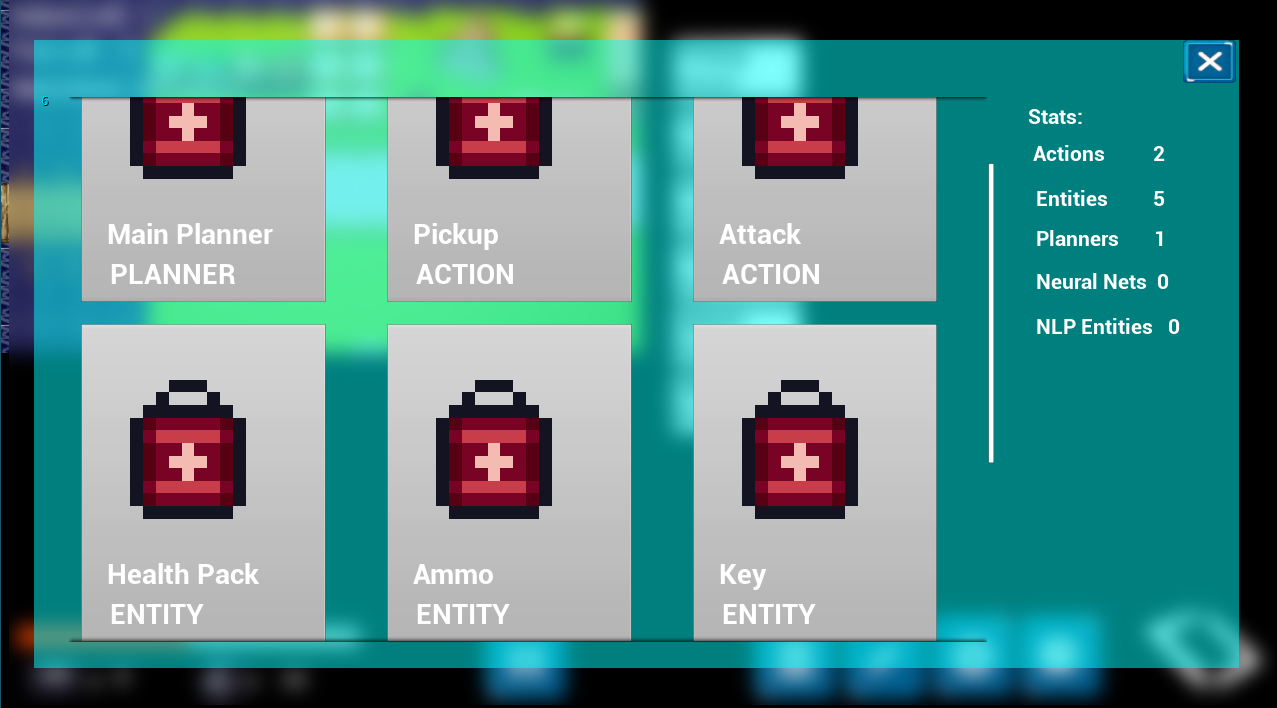 6
Main Planner
PLANNER
Pickup
ACTION
Attack
ACTION
Health Pack
ENTITY
Ammo
ENTITY
Key
ENTITY
Stats:
Actions 2
Entities 5
Planners 1
Neural Nets 0
NLP Entities 0